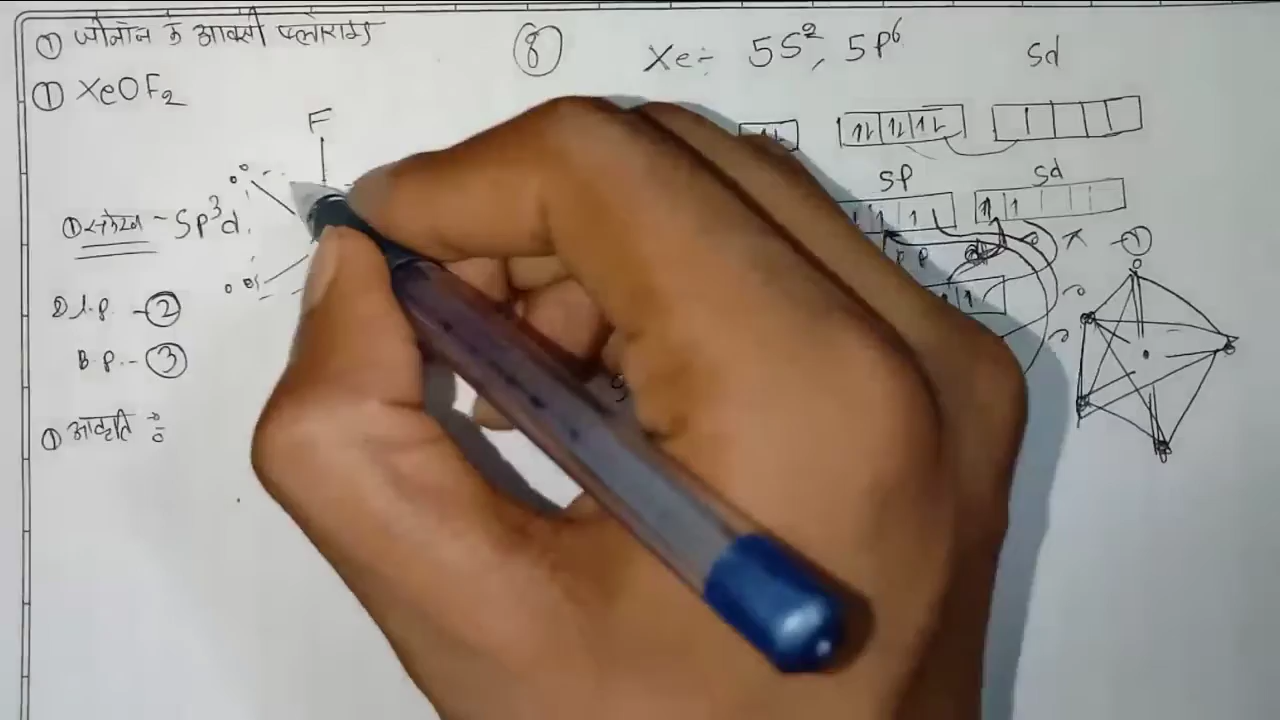 ① जीनॉन के आक्सी फ्लोराइड
① XeOF₂
⑧
Xe÷ 5S², 5P⁶
5d
F
① संकरण - SP³d
SP
5d
①
D l.p. - ②
B P. - ③
① आकृति ÷